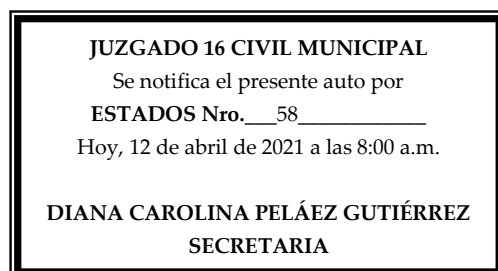 JUZGADO 16 CIVIL MUNICIPAL
Se notifica el presente auto por
ESTADOS Nro.___58____________
Hoy, 12 de abril de 2021 a las 8:00 a.m.
DIANA CAROLINA PELÁEZ GUTIÉRREZ
SECRETARIA